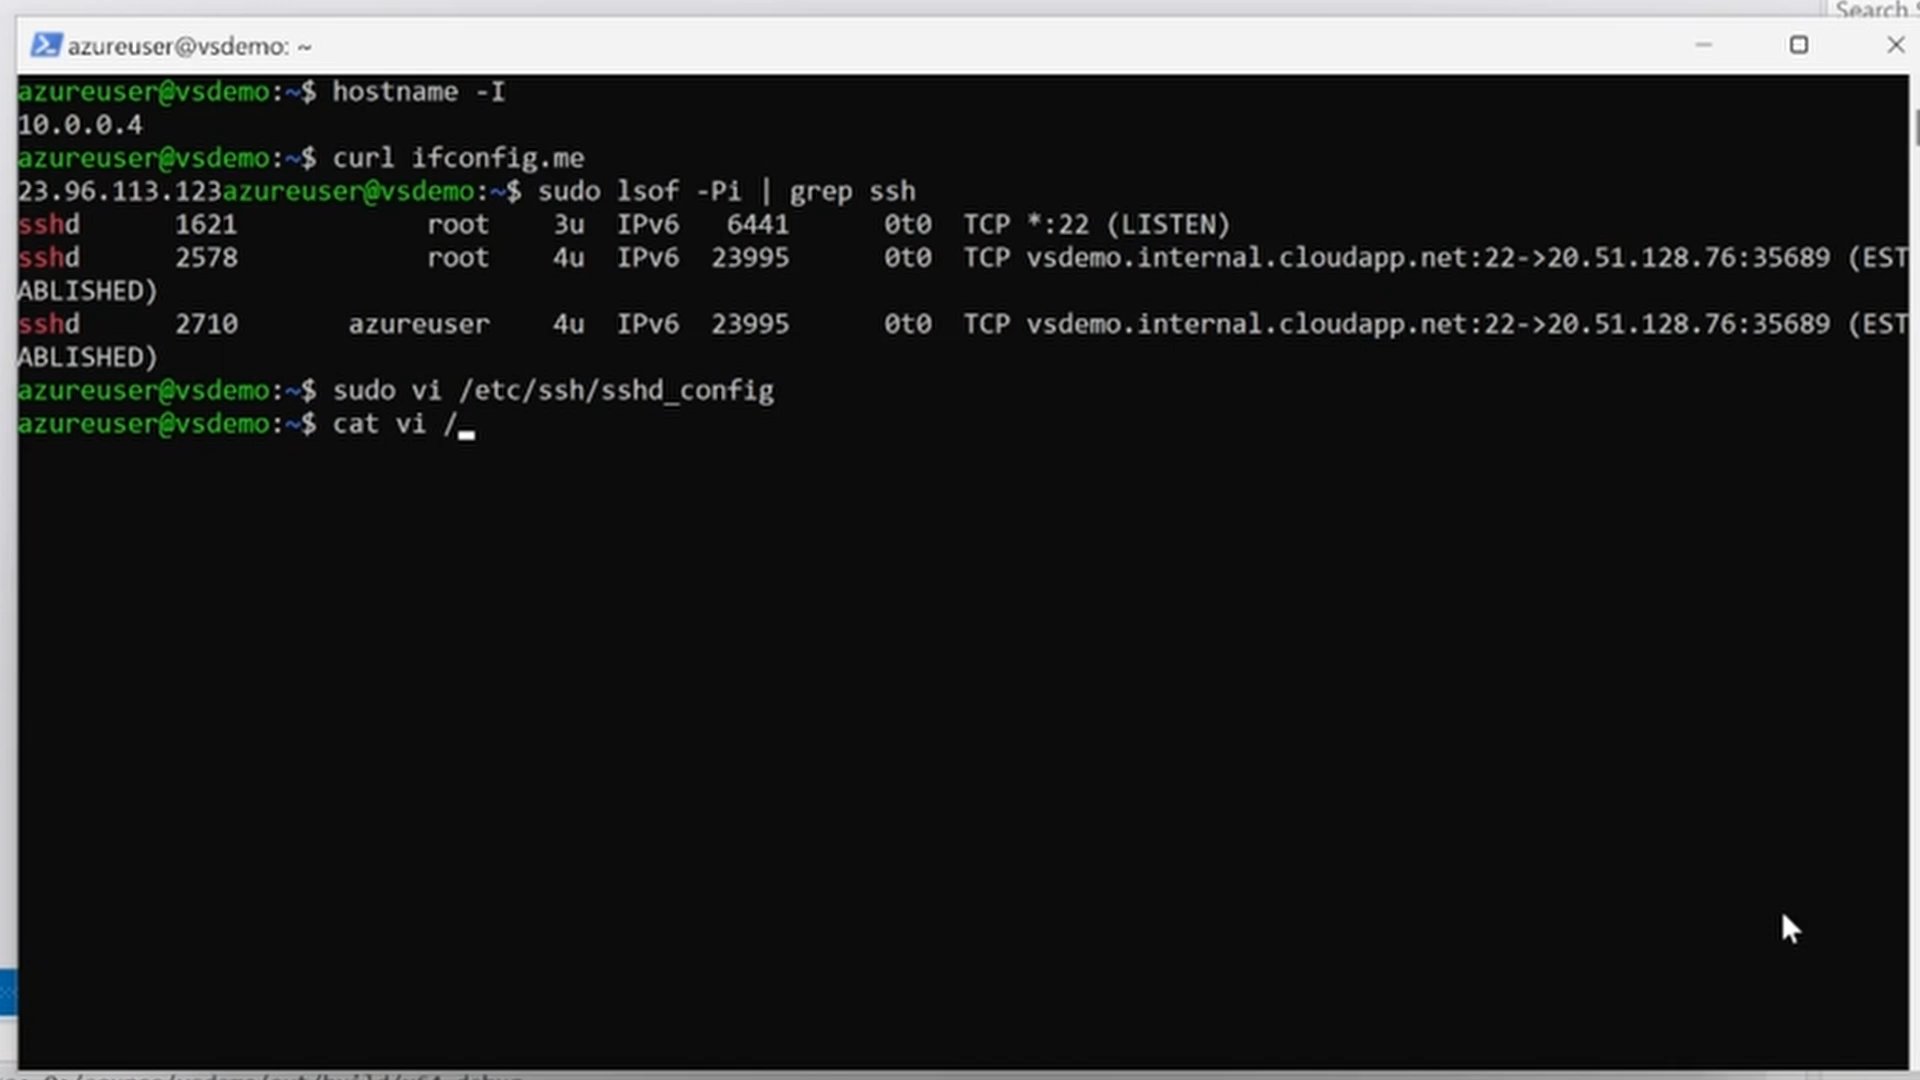 Search
azureuser@vsdemo: ~
azureuser@vsdemo:~$ hostname -I
10.0.0.4
azureuser@vsdemo:~$ curl ifconfig.me
23.96.113.123azureuser@vsdemo:~$ sudo lsof -Pi | grep ssh
sshd      1621            root    3u  IPv6   6441      0t0  TCP *:22 (LISTEN)
sshd      2578            root    4u  IPv6  23995      0t0  TCP vsdemo.internal.cloudapp.net:22->20.51.128.76:35689 (EST
ABLISHED)
sshd      2710       azureuser    4u  IPv6  23995      0t0  TCP vsdemo.internal.cloudapp.net:22->20.51.128.76:35689 (EST
ABLISHED)
azureuser@vsdemo:~$ sudo vi /etc/ssh/sshd_config
azureuser@vsdemo:~$ cat vi /